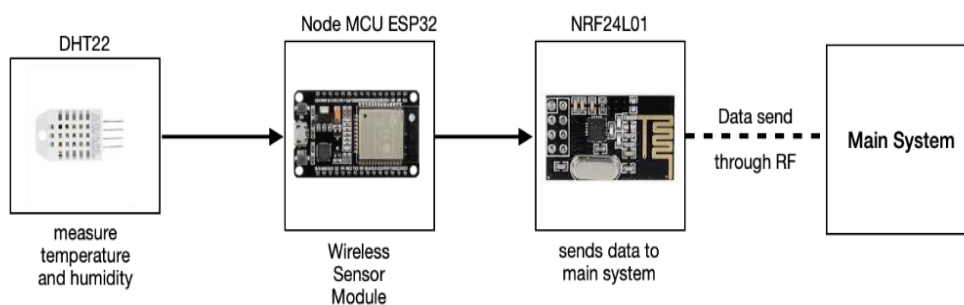 DHT22
measure
temperature
and humidity
Node MCU ESP32
Wireless
Sensor
Module
NRF24L01
sends data to
main system
Data send
through RF
Main System